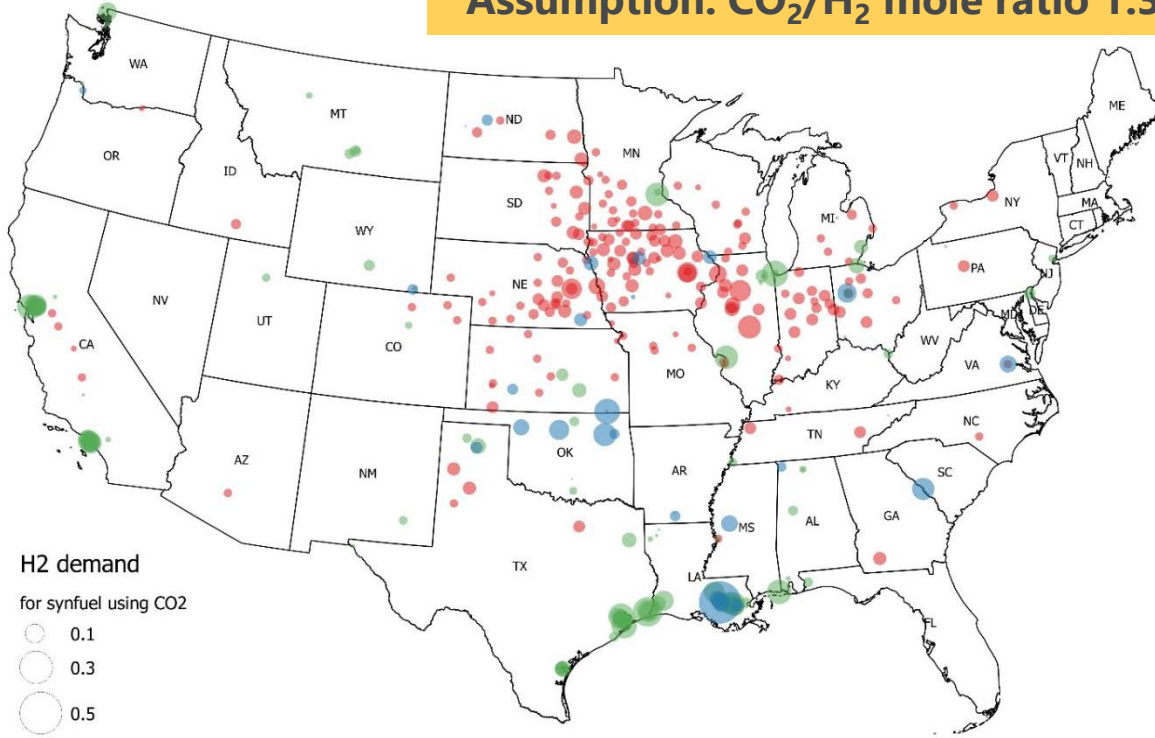 Assumption: CO₂/H₂ mole ratio 1:3
WA
MT
ND
MN
ME
OR
ID
SD
MI
VT
NH
NY
MA
CT
WY
NE
PA
NJ
NV
UT
CO
CA
MD
DE
WV
VA
MO
KY
AZ
NM
OK
AR
TN
NC
SC
MS
AL
GA
TX
LA
FL
H2 demand
for synfuel using CO2
0.1
0.3
0.5